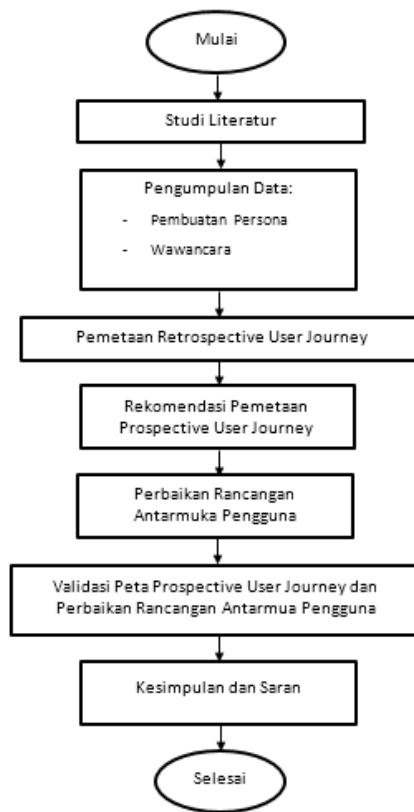 Mulai
Studi Literatur
Pengumpulan Data:
- Pembuatan Persona
- Wawancara
Pemetaan Retrospective User Journey
Rekomendasi Pemetaan
Prospective User Journey
Perbaikan Rancangan
Antarmuka Pengguna
Validasi Peta Prospective User Journey dan
Perbaikan Rancangan Antarmua Pengguna
Kesimpulan dan Saran
Selesai